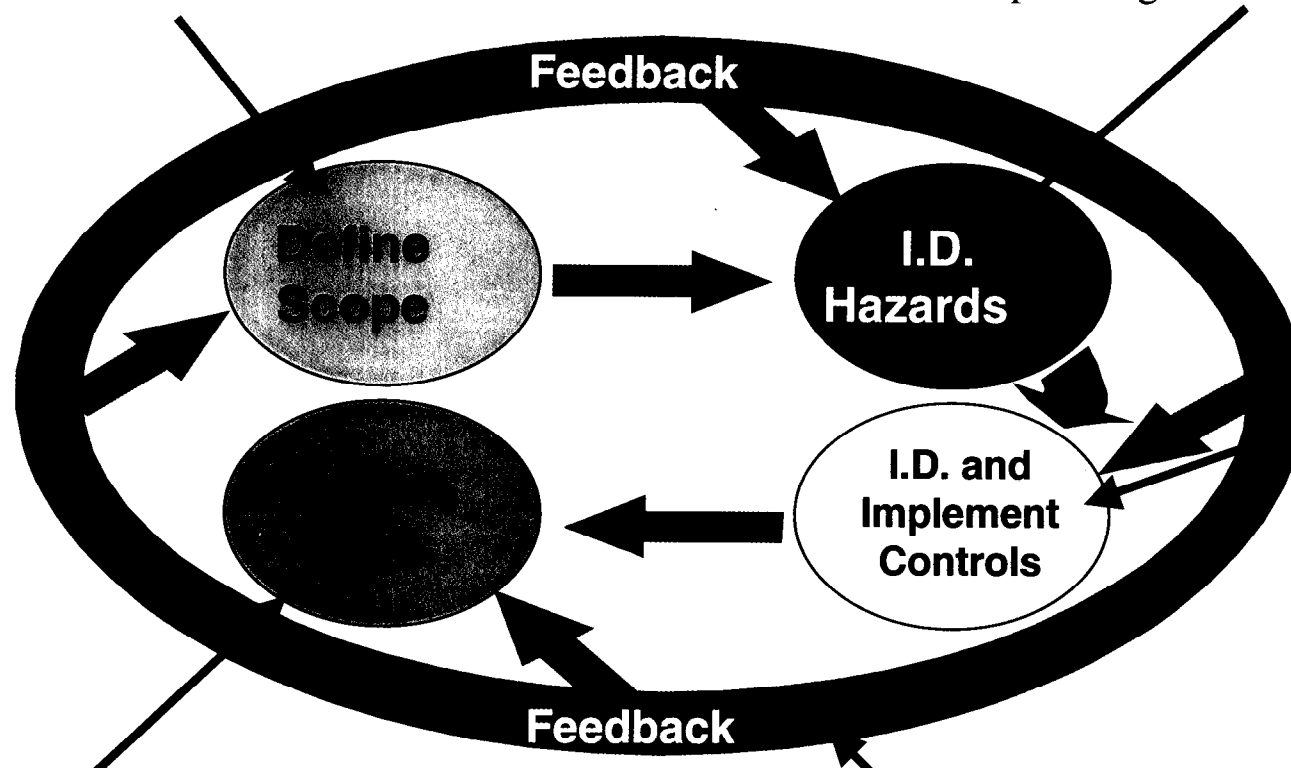 Feedback
Define
Scope
I.D.
Hazards
I.D. and
Implement
Controls
Feedback